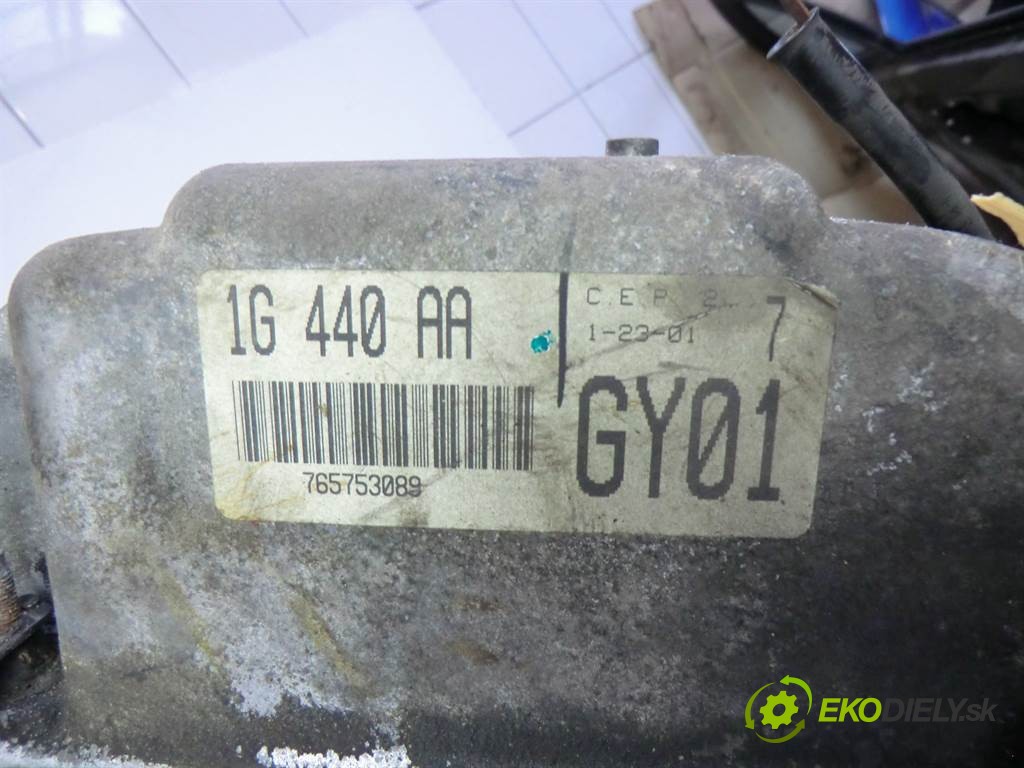 1G 440 AA
C.E.P. 2
7
1-23-01
GY01
765753089
EKODIELY.sk